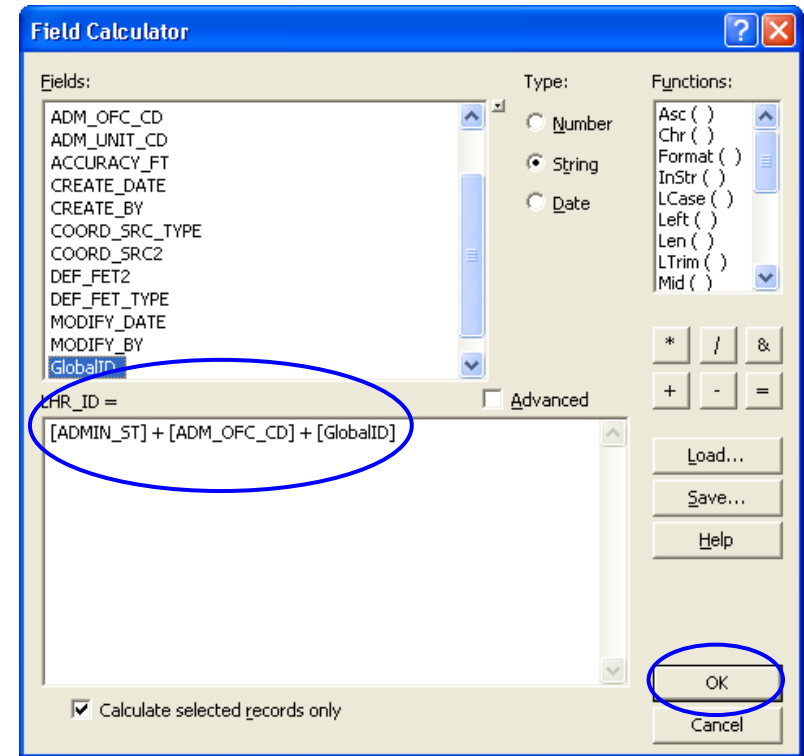 Field Calculator
Fields:
ADM_OFC_CD
ADM_UNIT_CD
ACCURACY_FT
CREATE_DATE
CREATE_BY
COORD_SRC_TYPE
COORD_SRC2
DEF_FET2
DEF_FET_TYPE
MODIFY_DATE
MODIFY_BY
GlobalID
Type:
Number
String
Date
Functions:
Asc ( )
Chr ( )
Format ( )
InStr ( )
LCase ( )
Left ( )
Len ( )
LTrim ( )
Mid ( )
* / &
+ - =
LHR_ID =
Advanced
[ADMIN_ST] + [ADM_OFC_CD] + [GlobalID]
Load...
Save...
Help
Calculate selected records only
OK
Cancel